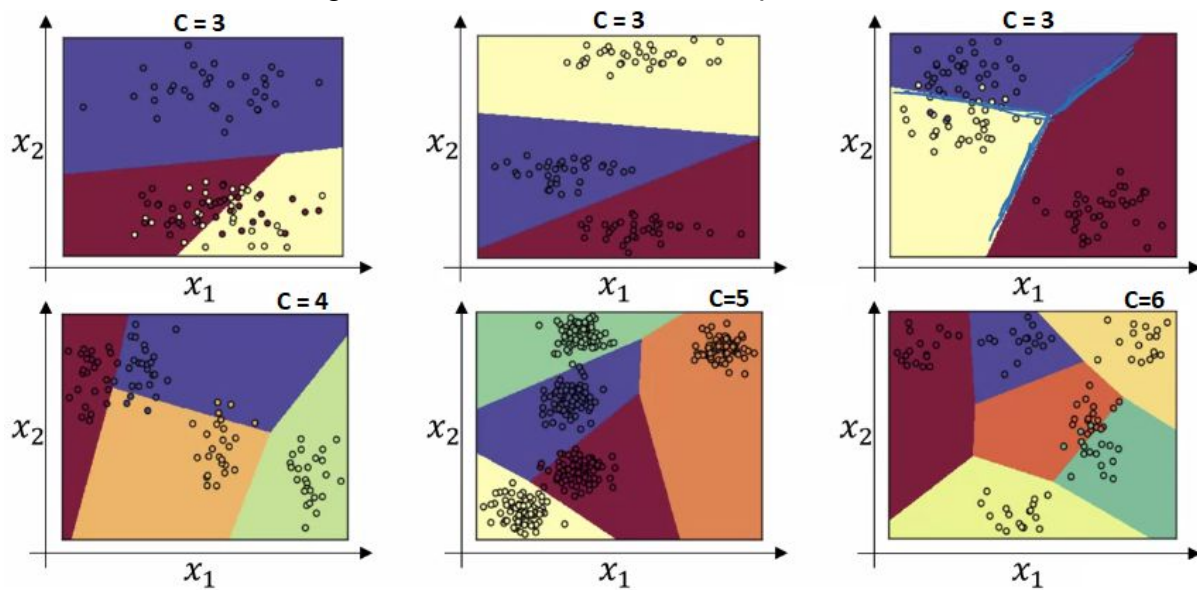 C = 3
C = 3
C = 3
x₂
x₂
x₂
x₁
x₁
x₁
C = 4
C=5
C=6
x₂
x₂
x₂
x₁
x₁
x₁